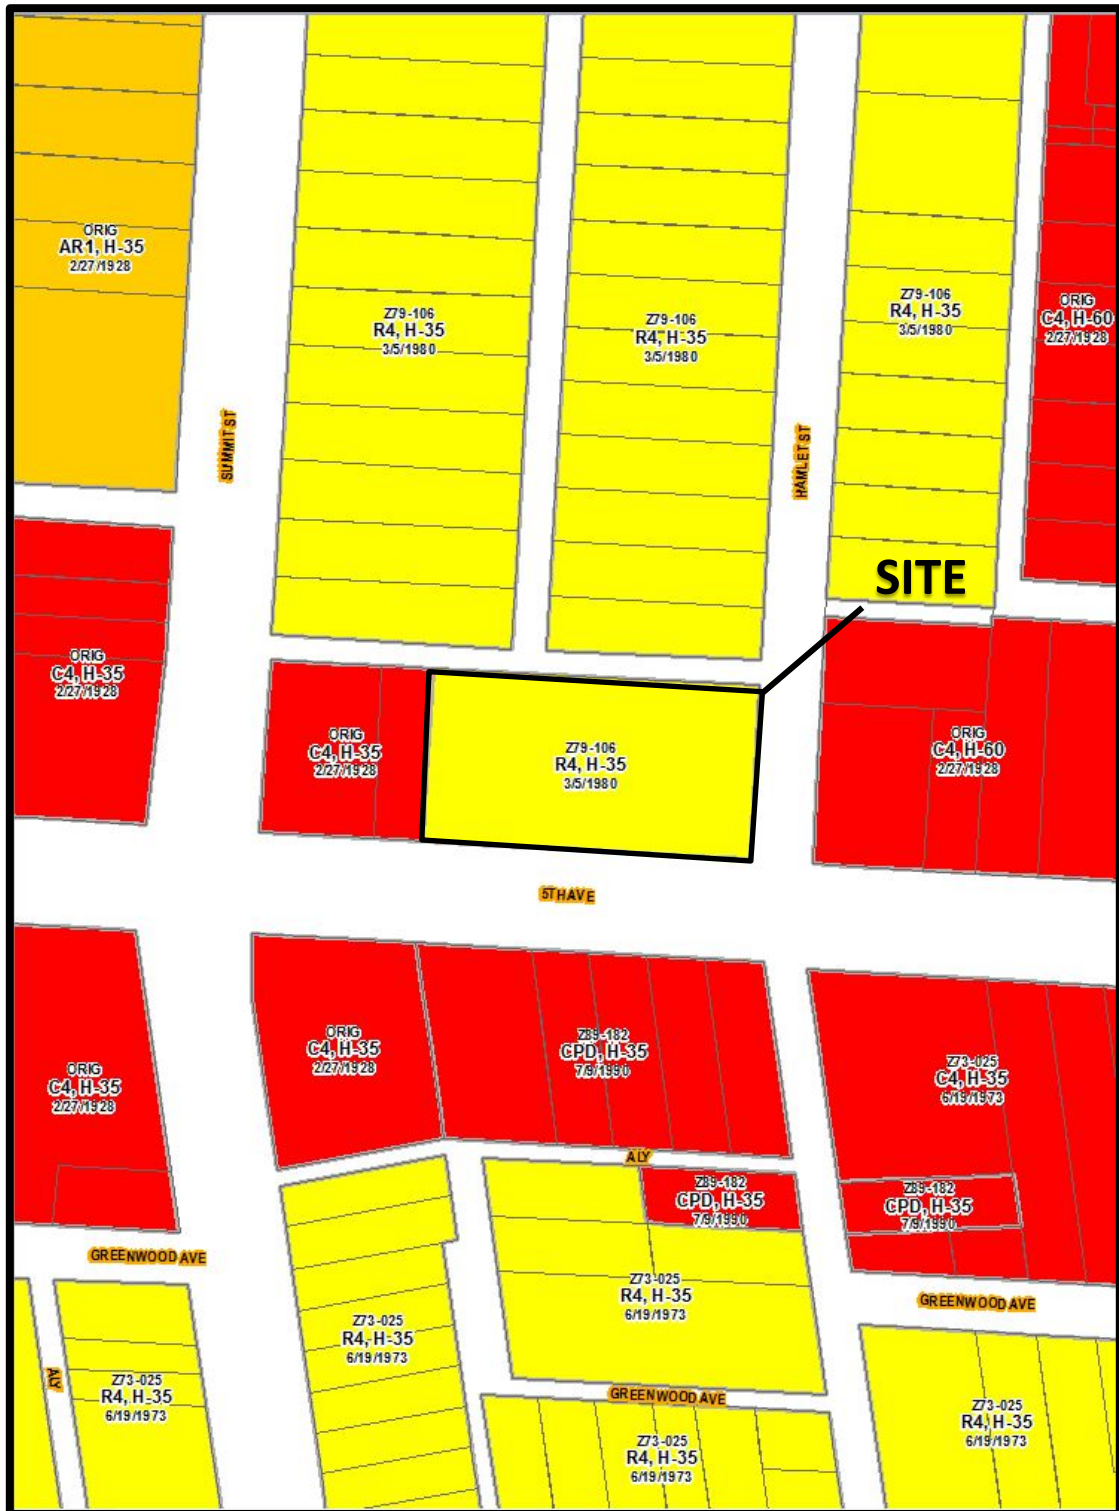 ORIG
AR1, H-35
2/27/1928
Z79-106
R4, H-35
3/5/1980
Z79-106
R4, H-35
3/5/1980
Z79-106
R4, H-35
3/5/1980
ORIG
C4, H-60
2/27/1928
SUMMIT ST
HAMLET ST
SITE
ORIG
C4, H-35
2/27/1928
ORIG
C4, H-35
2/27/1928
Z79-106
R4, H-35
3/5/1980
ORIG
C4, H-60
2/27/1928
5TH AVE
ORIG
C4, H-35
2/27/1928
ORIG
C4, H-35
2/27/1928
Z89-182
CPD, H-35
7/9/1990
Z73-025
C4, H-35
6/19/1973
ALY
Z89-182
CPD, H-35
7/9/1990
Z89-182
CPD, H-35
7/9/1990
GREENWOOD AVE
Z73-025
R4, H-35
6/19/1973
GREENWOOD AVE
Z73-025
R4, H-35
6/19/1973
ALY
Z73-025
R4, H-35
6/19/1973
GREENWOOD AVE
Z73-025
R4, H-35
6/19/1973
Z73-025
R4, H-35
6/19/1973